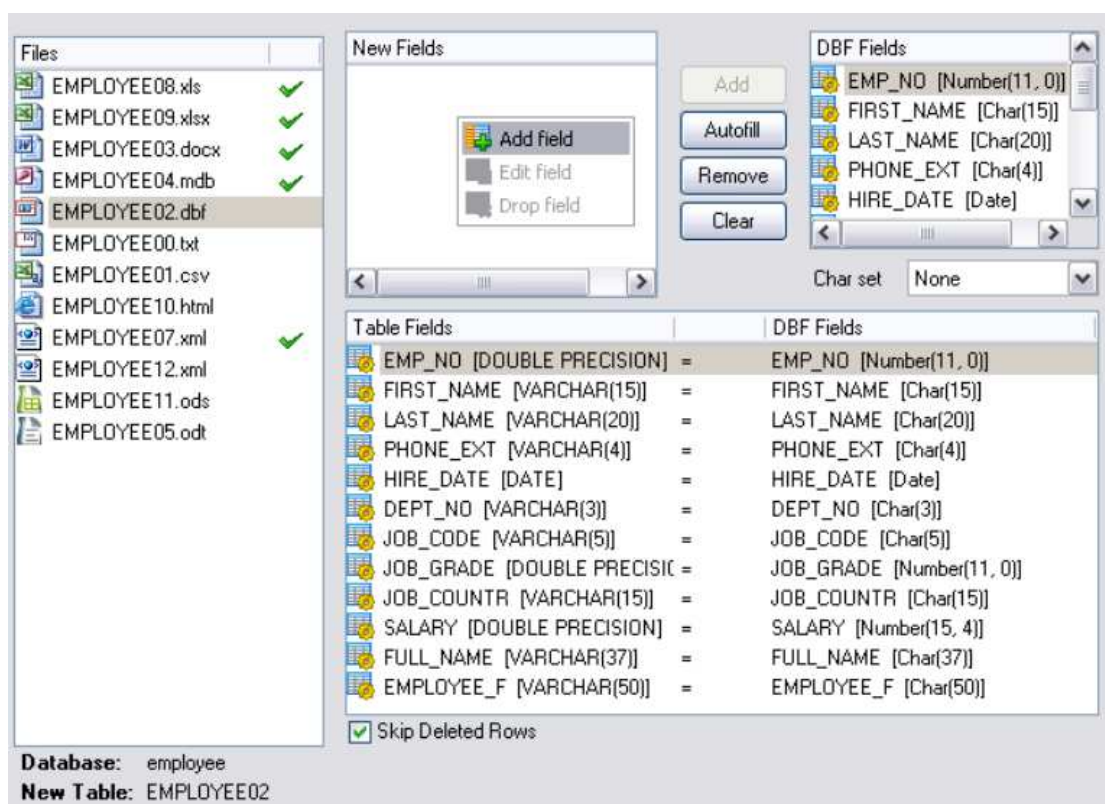 Files
EMPLOYEE08.xls
EMPLOYEE09.xlsx
EMPLOYEE03.docx
EMPLOYEE04.mdb
EMPLOYEE02.dbf
EMPLOYEE00.txt
EMPLOYEE01.csv
EMPLOYEE10.html
EMPLOYEE07.xml
EMPLOYEE12.xml
EMPLOYEE11.ods
EMPLOYEE05.odt
New Fields
Add field
Edit field
Drop field
Add
Autofill
Remove
Clear
DBF Fields
EMP_NO [Number(11, 0)]
FIRST_NAME [Char(15)]
LAST_NAME [Char(20)]
PHONE_EXT [Char(4)]
HIRE_DATE [Date]
Char set None
Table Fields DBF Fields
EMP_NO [DOUBLE PRECISION] = EMP_NO [Number(11, 0)]
FIRST_NAME [VARCHAR(15)] = FIRST_NAME [Char(15)]
LAST_NAME [VARCHAR(20)] = LAST_NAME [Char(20)]
PHONE_EXT [VARCHAR(4)] = PHONE_EXT [Char(4)]
HIRE_DATE [DATE] = HIRE_DATE [Date]
DEPT_NO [VARCHAR(3)] = DEPT_NO [Char(3)]
JOB_CODE [VARCHAR(5)] = JOB_CODE [Char(5)]
JOB_GRADE [DOUBLE PRECISI( = JOB_GRADE [Number(11, 0)]
JOB_COUNTR [VARCHAR(15)] = JOB_COUNTR [Char(15)]
SALARY [DOUBLE PRECISION] = SALARY [Number(15, 4)]
FULL_NAME [VARCHAR(37)] = FULL_NAME [Char(37)]
EMPLOYEE_F [VARCHAR(50)] = EMPLOYEE_F [Char(50)]
Skip Deleted Rows
Database: employee
New Table: EMPLOYEE02